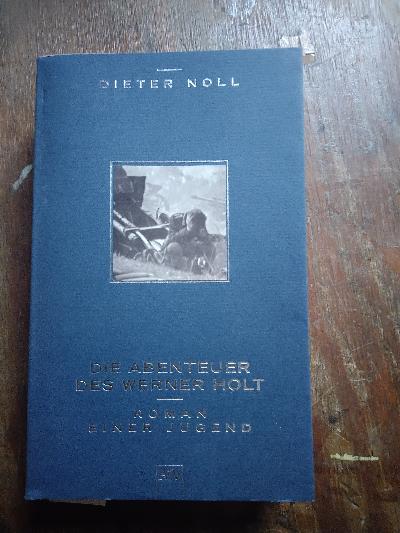 DIETER NOLL
DIE ABENTEUER
DES WERNER HOLT
ROMAN
EINER JUGEND